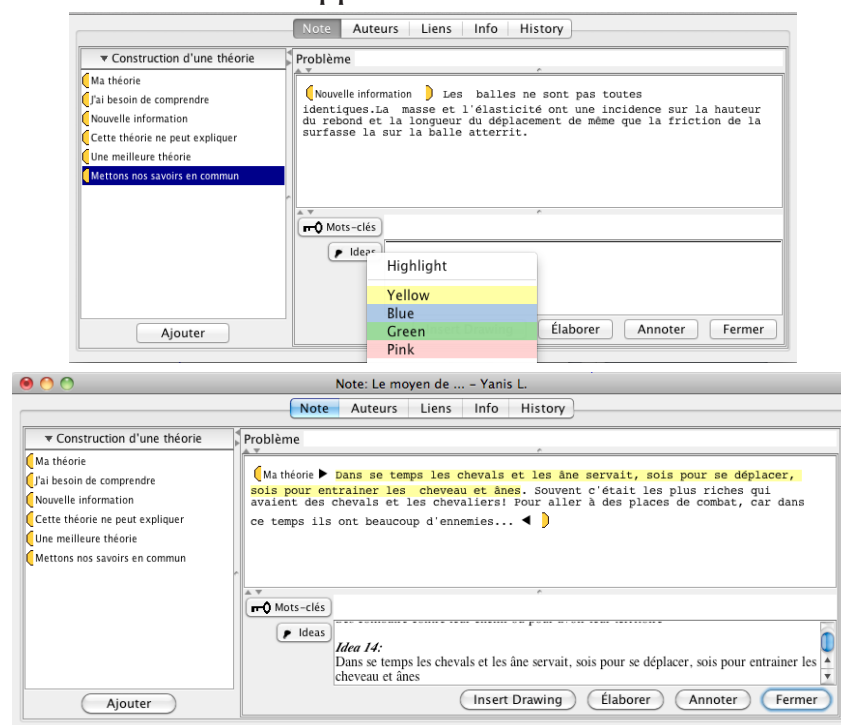 Note Auteurs Liens Info History
▼ Construction d'une théorie
Ma théorie
J'ai besoin de comprendre
Nouvelle information
Cette théorie ne peut expliquer
Une meilleure théorie
Mettons nos savoirs en commun
Ajouter
Problème
Nouvelle information Les balles ne sont pas toutes
identiques.La masse et l'élasticité ont une incidence sur la hauteur
du rebond et la longueur du déplacement de même que la friction de la
surfasse la sur la balle atterrit.
Mots-clés
Ideas
Highlight
Yellow
Blue
Green
Pink
Élaborer Annoter Fermer
Note: Le moyen de ... – Yanis L.
Note Auteurs Liens Info History
▼ Construction d'une théorie
Ma théorie
J'ai besoin de comprendre
Nouvelle information
Cette théorie ne peut expliquer
Une meilleure théorie
Mettons nos savoirs en commun
Ajouter
Problème
Ma théorie ▶ Dans se temps les chevals et les âne servait, sois pour se déplacer,
sois pour entrainer les cheveau et ânes. Souvent c'était les plus riches qui
avaient des chevals et les chevaliers! Pour aller à des places de combat, car dans
ce temps ils ont beaucoup d'ennemies... ◀
Mots-clés
Ideas
Idea 14:
Dans se temps les chevals et les âne servait, sois pour se déplacer, sois pour entrainer les
cheveau et ânes
Insert Drawing Élaborer Annoter Fermer